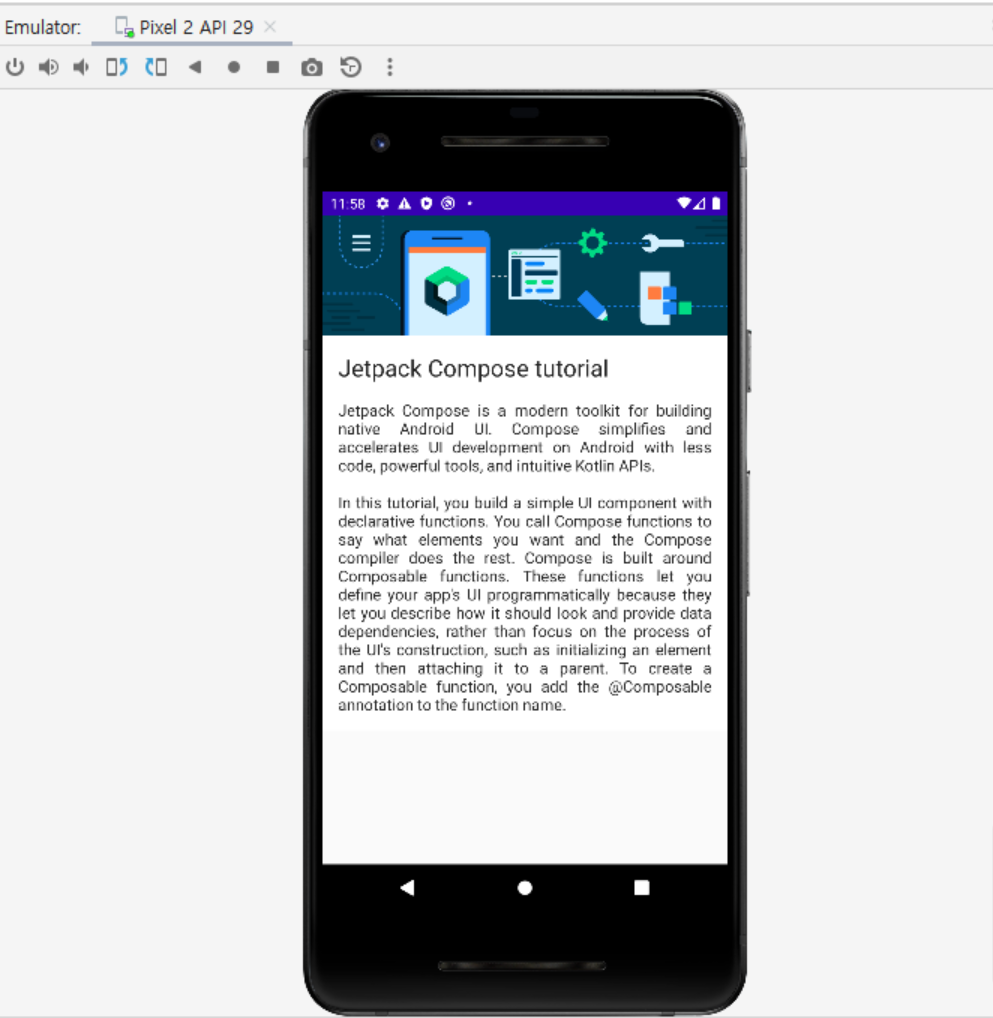 Emulator: Pixel 2 API 29
11:58
Jetpack Compose tutorial
Jetpack Compose is a modern toolkit for building
native Android UI. Compose simplifies and
accelerates UI development on Android with less
code, powerful tools, and intuitive Kotlin APIs.
In this tutorial, you build a simple UI component with
declarative functions. You call Compose functions to
say what elements you want and the Compose
compiler does the rest. Compose is built around
Composable functions. These functions let you
define your app's UI programmatically because they
let you describe how it should look and provide data
dependencies, rather than focus on the process of
the UI's construction, such as initializing an element
and then attaching it to a parent. To create a
Composable function, you add the @Composable
annotation to the function name.